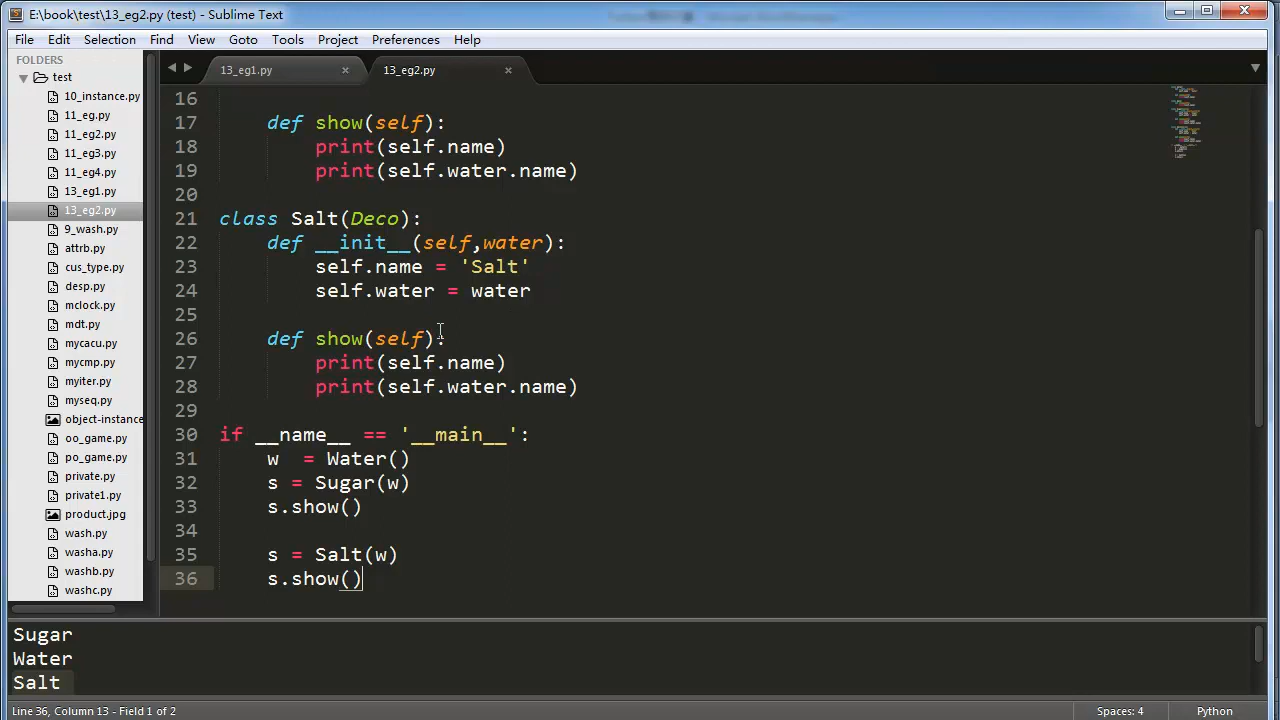 E:\book\test\13_eg2.py (test) - Sublime Text
File Edit Selection Find View Goto Tools Project Preferences Help
FOLDERS
test
10_instance.py
11_eg.py
11_eg2.py
11_eg3.py
11_eg4.py
13_eg1.py
13_eg2.py
9_wash.py
attrb.py
cus_type.py
desp.py
mclock.py
mdt.py
mycacu.py
mycmp.py
myiter.py
myseq.py
object-instance
oo_game.py
po_game.py
private.py
private1.py
product.jpg
wash.py
washa.py
washb.py
washc.py
13_eg1.py × 13_eg2.py ×
16
17 def show(self):
18 print(self.name)
19 print(self.water.name)
20
21 class Salt(Deco):
22 def __init__(self,water):
23 self.name = 'Salt'
24 self.water = water
25
26 def show(self):
27 print(self.name)
28 print(self.water.name)
29
30 if __name__ == '__main__':
31 w  = Water()
32 s = Sugar(w)
33 s.show()
34
35 s = Salt(w)
36 s.show()
Sugar
Water
Salt
Line 36, Column 13 - Field 1 of 2 Spaces: 4 Python